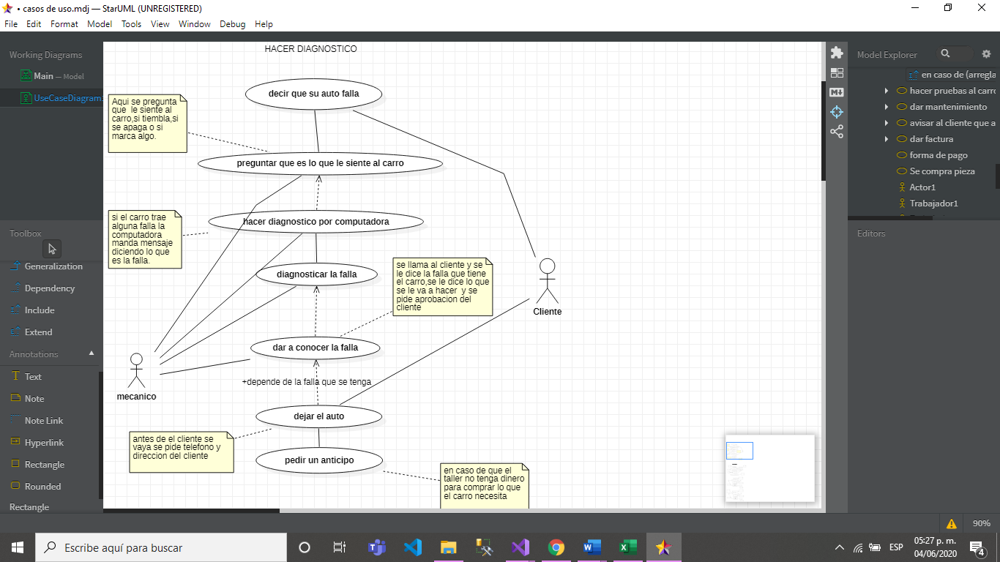 • casos de uso.mdj — StarUML (UNREGISTERED)
File Edit Format Model Tools View Window Debug Help
Working Diagrams
Main — Model
UseCaseDiagram
Toolbox
Generalization
Dependency
Include
Extend
Annotations
Text
Note
Note Link
Hyperlink
Rectangle
Rounded
Rectangle
HACER DIAGNOSTICO
decir que su auto falla
Aqui se pregunta
que le siente al
carro,si tiembla,si
se apaga o si
marca algo.
preguntar que es lo que le siente al carro
si el carro trae
alguna falla la
computadora
manda mensaje
diciendo lo que
es la falla.
hacer diagnostico por computadora
diagnosticar la falla
se llama al cliente y se
le dice la falla que tiene
el carro,se le dice lo que
se le va a hacer y se
pide aprobacion del
cliente
Cliente
dar a conocer la falla
mecanico
+depende de la falla que se tenga
dejar el auto
antes de el cliente se
vaya se pide telefono y
direccion del cliente
pedir un anticipo
en caso de que el
taller no tenga dinero
para comprar lo que
el carro necesita
Model Explorer
en caso de (arregla
hacer pruebas al carro
dar mantenimiento
avisar al cliente que a
dar factura
forma de pago
Se compra pieza
Actor1
Trabajador1
Editors
90%
Escribe aquí para buscar
ESP
05:27 p. m.
04/06/2020
4